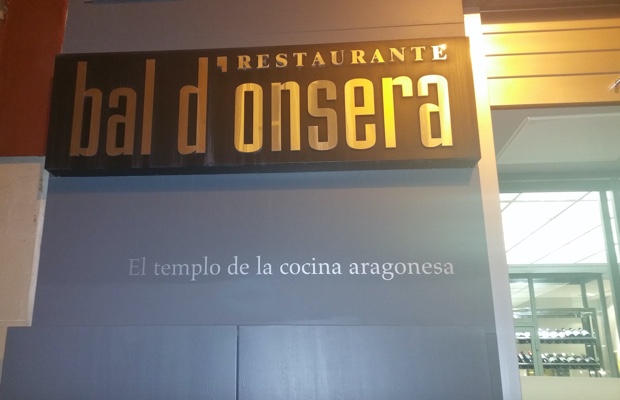 RESTAURANTE
bal d'onsera
El templo de la cocina aragonesa